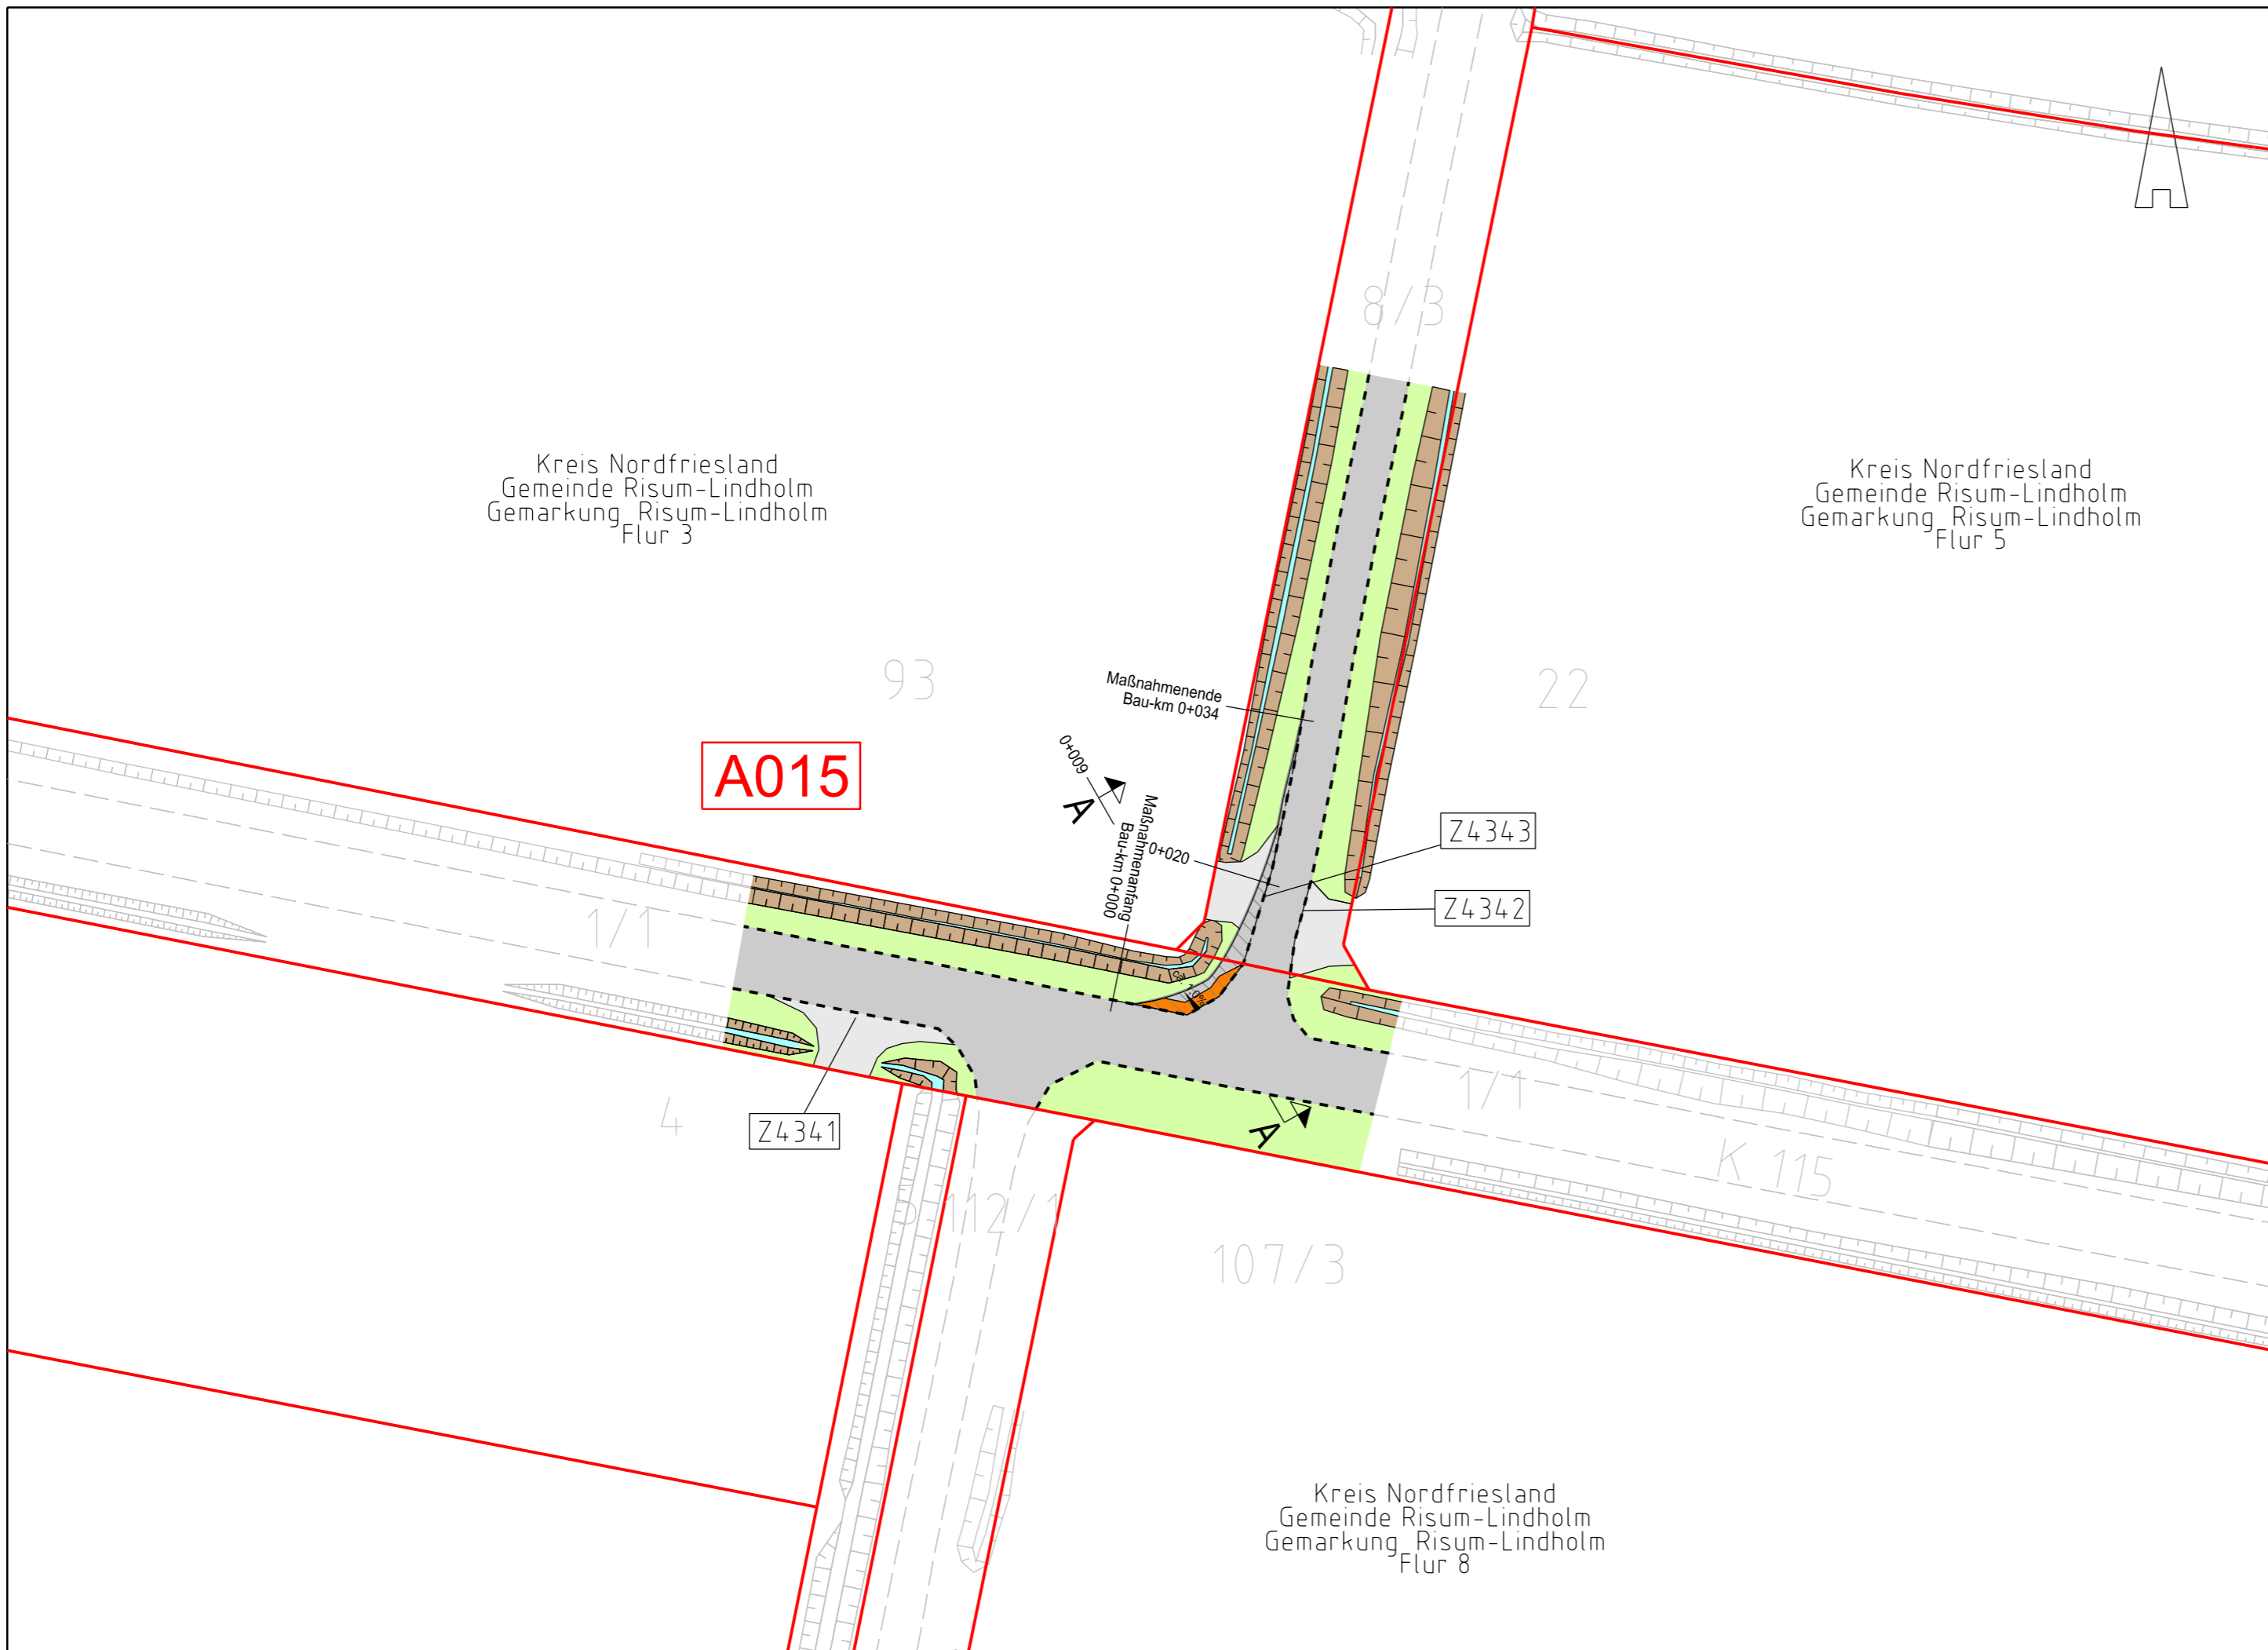 8/3
Kreis Nordfriesland
Gemeinde Risum-Lindholm
Gemarkung Risum-Lindholm
Flur 3
Kreis Nordfriesland
Gemeinde Risum-Lindholm
Gemarkung Risum-Lindholm
Flur 5
93
22
Maßnahmenende
Bau-km 0+034
A015
0+009
A
Maßnahmenanfang
Bau-km 0+000
0+020
Z4343
Z4342
1/1
Z4341
4
A
1/1
K 115
112/1
107/3
Kreis Nordfriesland
Gemeinde Risum-Lindholm
Gemarkung Risum-Lindholm
Flur 8